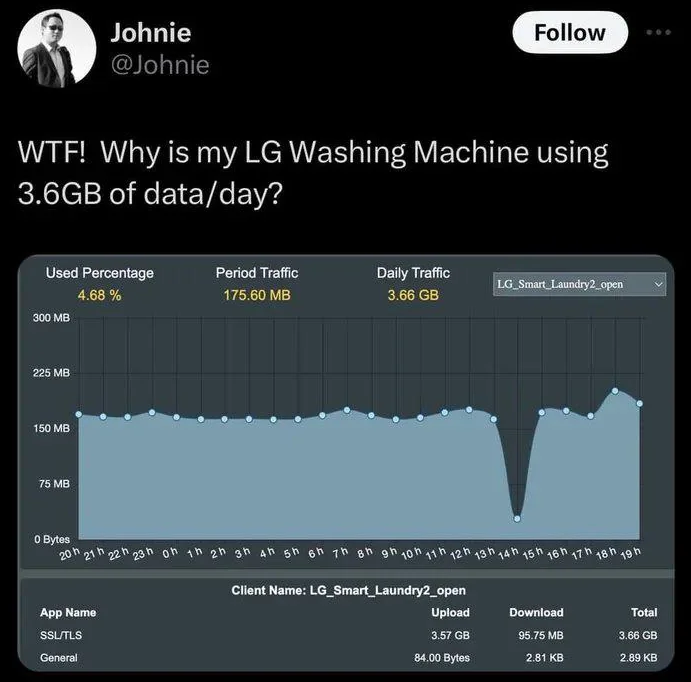 Johnie
@Johnie
Follow
WTF!  Why is my LG Washing Machine using
3.6GB of data/day?
Used Percentage Period Traffic Daily Traffic
4.68 % 175.60 MB 3.66 GB
LG_Smart_Laundry2_open
300 MB
225 MB
150 MB
75 MB
0 Bytes
20 h 21 h 22 h 23 h 0 h 1 h 2 h 3 h 4 h 5 h 6 h 7 h 8 h 9 h 10 h 11 h 12 h 13 h 14 h 15 h 16 h 17 h 18 h 19 h
Client Name: LG_Smart_Laundry2_open
App Name Upload Download Total
SSL/TLS 3.57 GB 95.75 MB 3.66 GB
General 84.00 Bytes 2.81 KB 2.89 KB